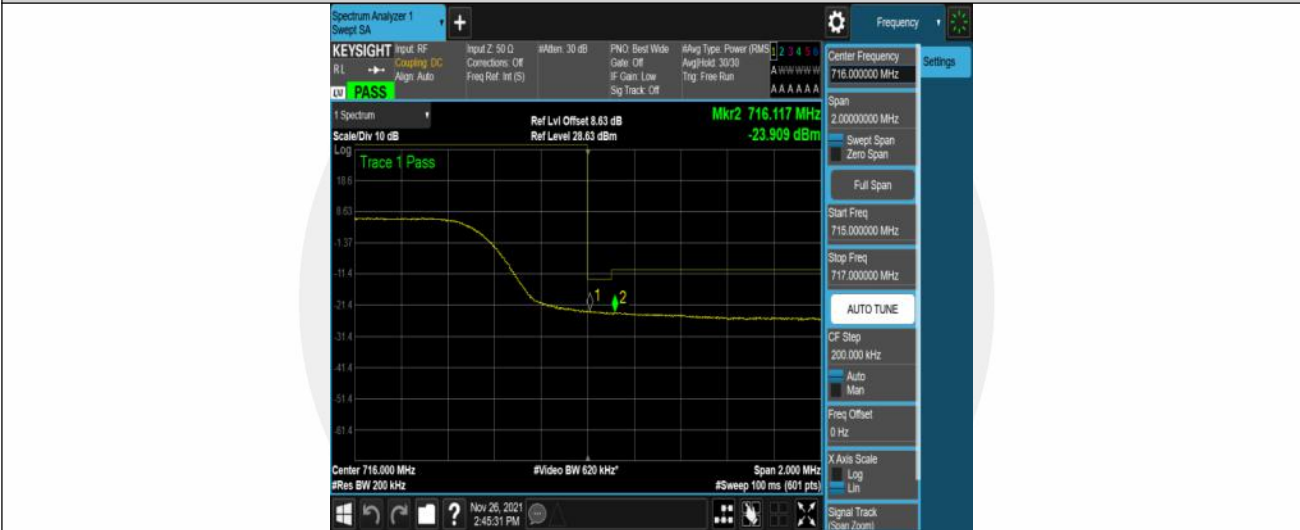 Spectrum Analyzer 1
Swept SA
+
Frequency
KEYSIGHT
RL
LV PASS
Input: RF
Coupling: DC
Align: Auto
Input Z: 50 Ω
Corrections: Off
Freq Ref: Int (S)
#Atten: 30 dB
PNO: Best Wide
Gate: Off
IF Gain: Low
Sig Track: Off
#Avg Type: Power (RMS
Avg|Hold: 30/30
Trig: Free Run
1 2 3 4 5 6
A W W W W W
A A A A A A
1 Spectrum
Scale/Div 10 dB
Ref Lvl Offset 8.63 dB
Ref Level 28.63 dBm
Mkr2 716.117 MHz
-23.909 dBm
Log
Trace 1 Pass
18.6
8.63
-1.37
-11.4
-21.4
-31.4
-41.4
-51.4
-61.4
1
2
Center 716.000 MHz
#Res BW 200 kHz
#Video BW 620 kHz*
Span 2.000 MHz
#Sweep 100 ms (601 pts)
Center Frequency
716.000000 MHz
Settings
Span
2.00000000 MHz
Swept Span
Zero Span
Full Span
Start Freq
715.000000 MHz
Stop Freq
717.000000 MHz
AUTO TUNE
CF Step
200.000 kHz
Auto
Man
Freq Offset
0 Hz
X Axis Scale
Log
Lin
Signal Track
(Span Zoom)
?
Nov 26, 2021
2:45:31 PM